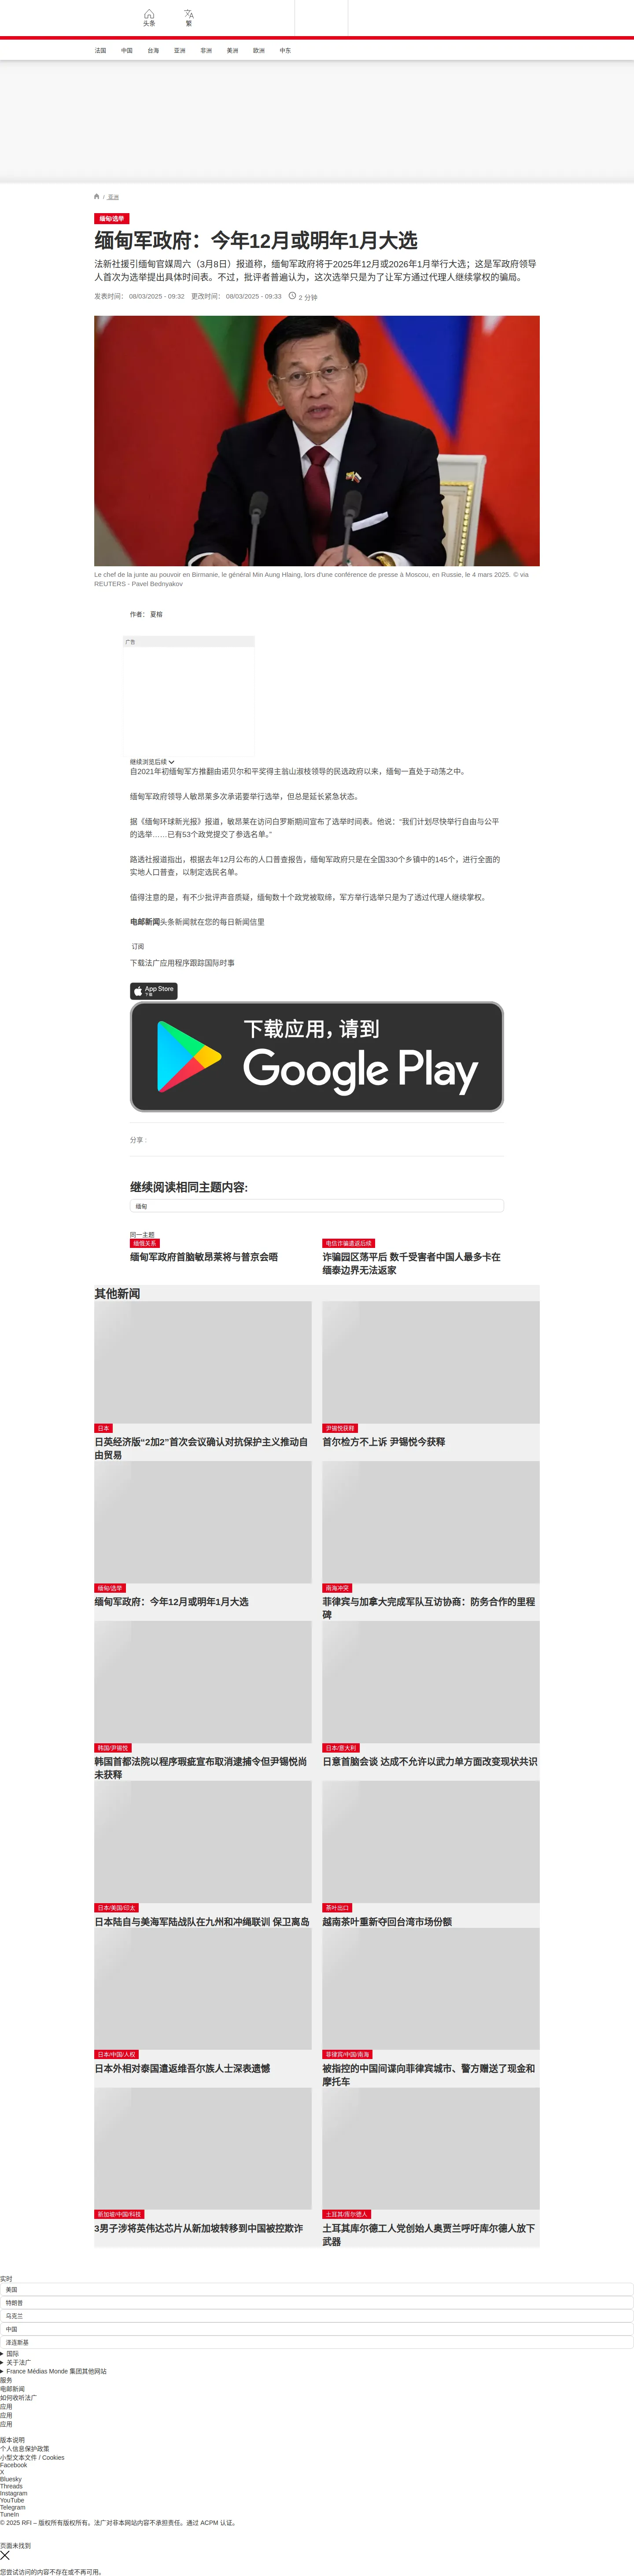 头条
繁
法国
中国
台海
亚洲
非洲
美洲
欧洲
中东
/ 亚洲
缅甸/选举
缅甸军政府：今年12月或明年1月大选
法新社援引缅甸官媒周六（3月8日）报道称，缅甸军政府将于2025年12月或2026年1月举行大选；这是军政府领导
人首次为选举提出具体时间表。不过，批评者普遍认为，这次选举只是为了让军方通过代理人继续掌权的骗局。
发表时间： 08/03/2025 - 09:32 更改时间： 08/03/2025 - 09:33 2 分钟
Le chef de la junte au pouvoir en Birmanie, le général Min Aung Hlaing, lors d'une conférence de presse à Moscou, en Russie, le 4 mars 2025. © via
REUTERS - Pavel Bednyakov
作者： 夏榕
广告
继续浏览后续
自2021年初缅甸军方推翻由诺贝尔和平奖得主翁山淑枝领导的民选政府以来，缅甸一直处于动荡之中。
缅甸军政府领导人敏昂莱多次承诺要举行选举，但总是延长紧急状态。
据《缅甸环球新光报》报道，敏昂莱在访问白罗斯期间宣布了选举时间表。他说：“我们计划尽快举行自由与公平
的选举……已有53个政党提交了参选名单。”
路透社报道指出，根据去年12月公布的人口普查报告，缅甸军政府只是在全国330个乡镇中的145个，进行全面的
实地人口普查，以制定选民名单。
值得注意的是，有不少批评声音质疑，缅甸数十个政党被取缔，军方举行选举只是为了透过代理人继续掌权。
电邮新闻头条新闻就在您的每日新闻信里
订阅
下载法广应用程序跟踪国际时事
App Store
下载
下载应用，请到
Google Play
分享 :
继续阅读相同主题内容:
缅甸
同一主题
缅俄关系
缅甸军政府首脑敏昂莱将与普京会晤
电信诈骗遣返后续
诈骗园区荡平后 数千受害者中国人最多卡在
缅泰边界无法返家
其他新闻
日本
日英经济版“2加2”首次会议确认对抗保护主义推动自
由贸易
尹锡悦获释
首尔检方不上诉 尹锡悦今获释
缅甸/选举
缅甸军政府：今年12月或明年1月大选
南海冲突
菲律宾与加拿大完成军队互访协商：防务合作的里程
碑
韩国/尹锡悦
韩国首都法院以程序瑕疵宣布取消逮捕令但尹锡悦尚
未获释
日本/意大利
日意首脑会谈 达成不允许以武力单方面改变现状共识
日本/美国/印太
日本陆自与美海军陆战队在九州和冲绳联训 保卫离岛
茶叶出口
越南茶叶重新夺回台湾市场份额
日本/中国/人权
日本外相对泰国遣返维吾尔族人士深表遗憾
菲律宾/中国/南海
被指控的中国间谍向菲律宾城市、警方赠送了现金和
摩托车
新加坡/中国/科技
3男子涉将英伟达芯片从新加坡转移到中国被控欺诈
土耳其/库尔德人
土耳其库尔德工人党创始人奥贾兰呼吁库尔德人放下
武器
实时
美国
特朗普
乌克兰
中国
泽连斯基
国际
关于法广
France Médias Monde 集团其他网站
服务
电邮新闻
如何收听法广
应用
应用
应用
版本说明
个人信息保护政策
小型文本文件 / Cookies
Facebook
X
Bluesky
Threads
Instagram
YouTube
Telegram
TuneIn
© 2025 RFI – 版权所有版权所有。法广对非本网站内容不承担责任。通过 ACPM 认证。
页面未找到
您尝试访问的内容不存在或不再可用。